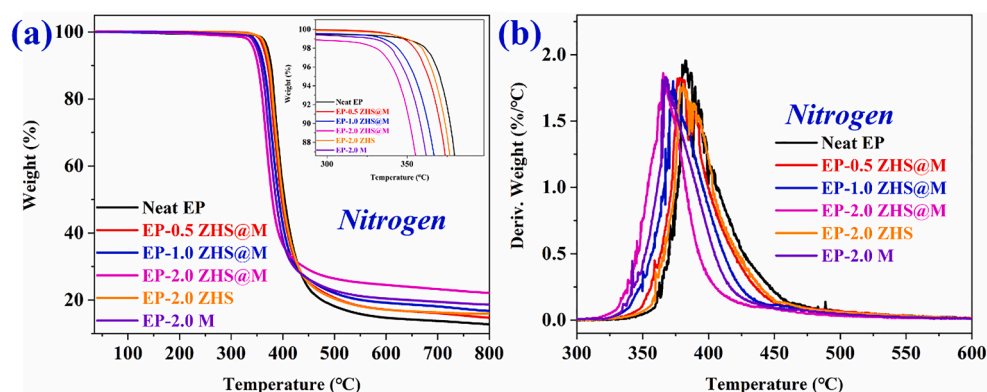 (a)
Weight (%)
100
80
60
40
20
100 200 300 400 500 600 700 800
Temperature (℃)
Neat EP
EP-0.5 ZHS@M
EP-1.0 ZHS@M
EP-2.0 ZHS@M
EP-2.0 ZHS
EP-2.0 M
Nitrogen
Weight (%)
100
98
96
94
92
90
88
300 350
Temperature (℃)
Neat EP
EP-0.5 ZHS@M
EP-1.0 ZHS@M
EP-2.0 ZHS@M
EP-2.0 ZHS
EP-2.0 M
(b)
Deriv. Weight (%/℃)
2.0
1.5
1.0
0.5
0.0
300 350 400 450 500 550 600
Temperature (℃)
Nitrogen
Neat EP
EP-0.5 ZHS@M
EP-1.0 ZHS@M
EP-2.0 ZHS@M
EP-2.0 ZHS
EP-2.0 M